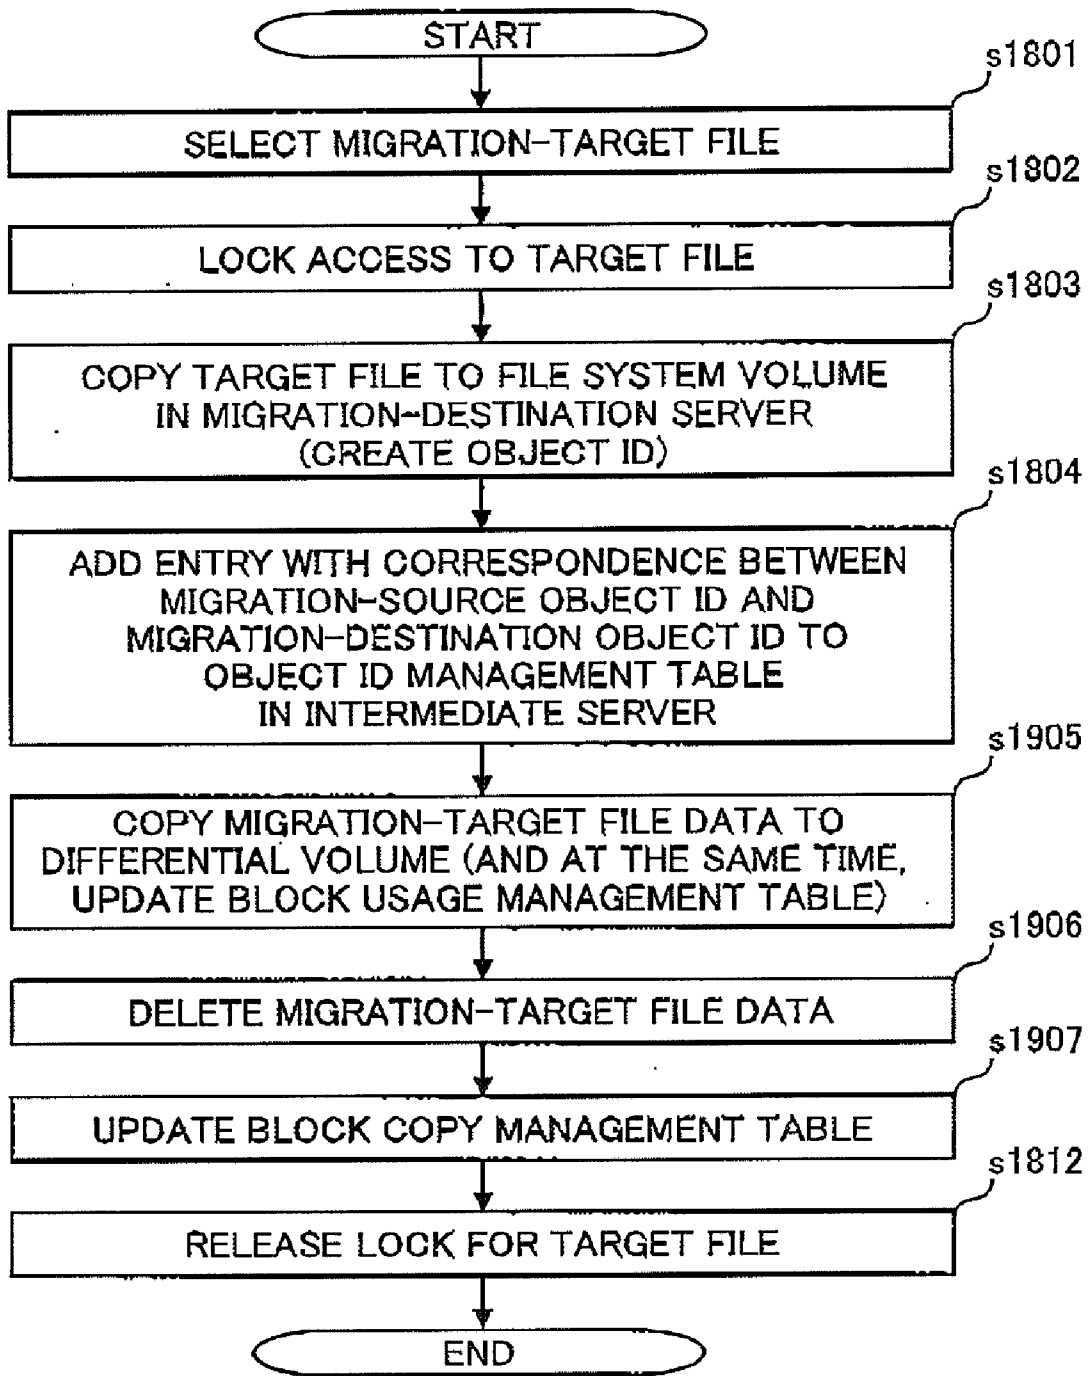 START
s1801
SELECT MIGRATION-TARGET FILE
s1802
LOCK ACCESS TO TARGET FILE
s1803
COPY TARGET FILE TO FILE SYSTEM VOLUME
IN MIGRATION-DESTINATION SERVER
(CREATE OBJECT ID)
s1804
ADD ENTRY WITH CORRESPONDENCE BETWEEN
MIGRATION-SOURCE OBJECT ID AND
MIGRATION-DESTINATION OBJECT ID TO
OBJECT ID MANAGEMENT TABLE
IN INTERMEDIATE SERVER
s1905
COPY MIGRATION-TARGET FILE DATA TO
DIFFERENTIAL VOLUME (AND AT THE SAME TIME,
UPDATE BLOCK USAGE MANAGEMENT TABLE)
s1906
DELETE MIGRATION-TARGET FILE DATA
s1907
UPDATE BLOCK COPY MANAGEMENT TABLE
s1812
RELEASE LOCK FOR TARGET FILE
END